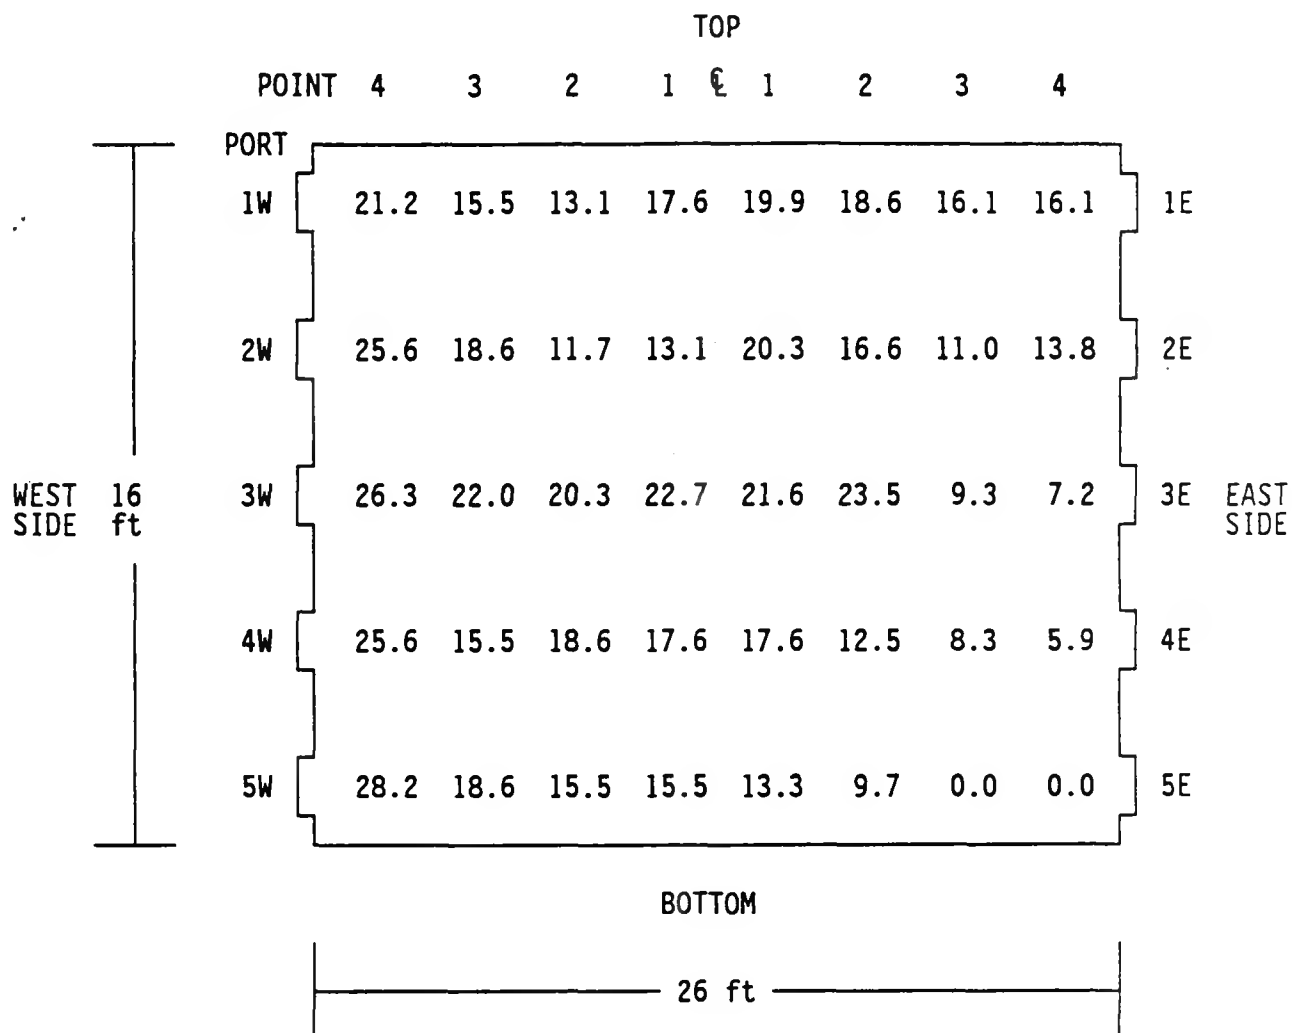 TOP
POINT 4 3 2 1 ℄ 1 2 3 4
PORT
1W 21.2 15.5 13.1 17.6 19.9 18.6 16.1 16.1 1E
2W 25.6 18.6 11.7 13.1 20.3 16.6 11.0 13.8 2E
WEST SIDE 16 ft 3W 26.3 22.0 20.3 22.7 21.6 23.5 9.3 7.2 3E EAST SIDE
4W 25.6 15.5 18.6 17.6 17.6 12.5 8.3 5.9 4E
5W 28.2 18.6 15.5 15.5 13.3 9.7 0.0 0.0 5E
BOTTOM
26 ft